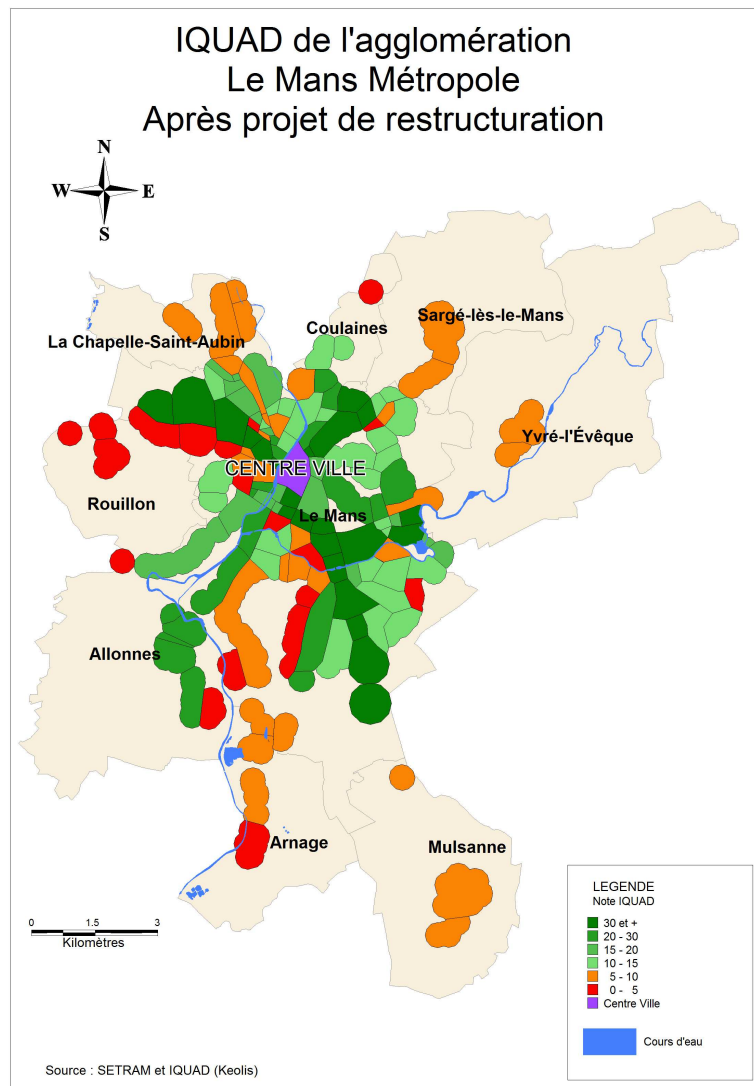 IQUAD de l'agglomération
Le Mans Métropole
Après projet de restructuration
N
W E
S
Sargé-lès-le-Mans
Coulaines
La Chapelle-Saint-Aubin
Yvré-l'Évêque
CENTRE VILLE
Rouillon
Le Mans
Allonnes
Arnage
Mulsanne
LEGENDE
Note IQUAD
30 et +
20 - 30
15 - 20
10 - 15
5 - 10
0 - 5
Centre Ville
Cours d'eau
0 1.5 3
Kilomètres
Source : SETRAM et IQUAD (Keolis)